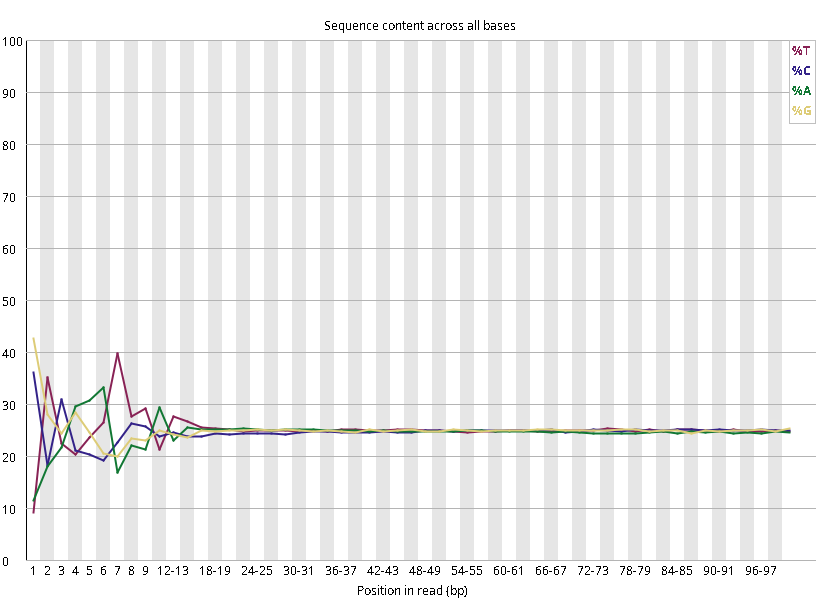 Sequence content across all bases
100
90
80
70
60
50
40
30
20
10
0
%T
%C
%A
%G
1 2 3 4 5 6 7 8 9 12-13 18-19 24-25 30-31 36-37 42-43 48-49 54-55 60-61 66-67 72-73 78-79 84-85 90-91 96-97
Position in read (bp)